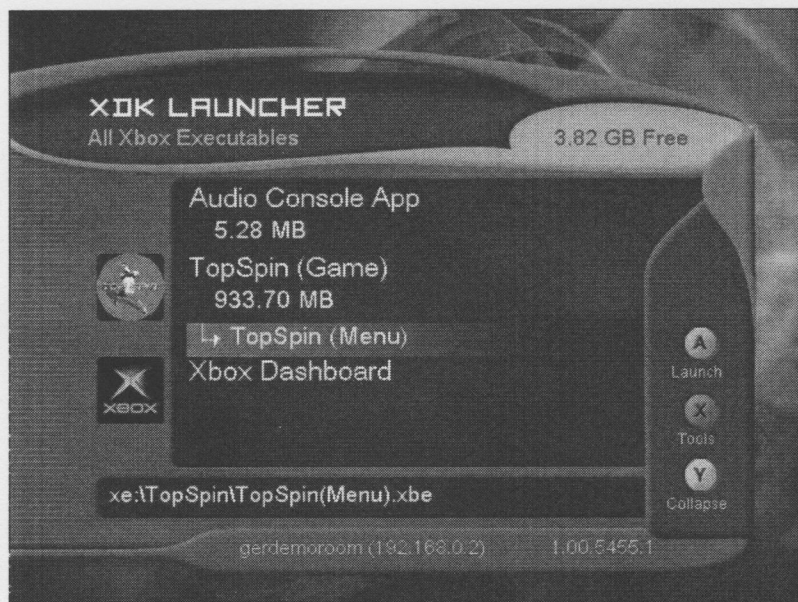 XDK LAUNCHER
All Xbox Executables
3.82 GB Free
Audio Console App
5.28 MB
TopSpin (Game)
933.70 MB
TopSpin (Menu)
Xbox Dashboard
XBOX
A
Launch
X
Tools
Y
Collapse
xe:\TopSpin\TopSpin(Menu).xbe
gerdemoroom (192.168.0.2)
1.00.5455.1